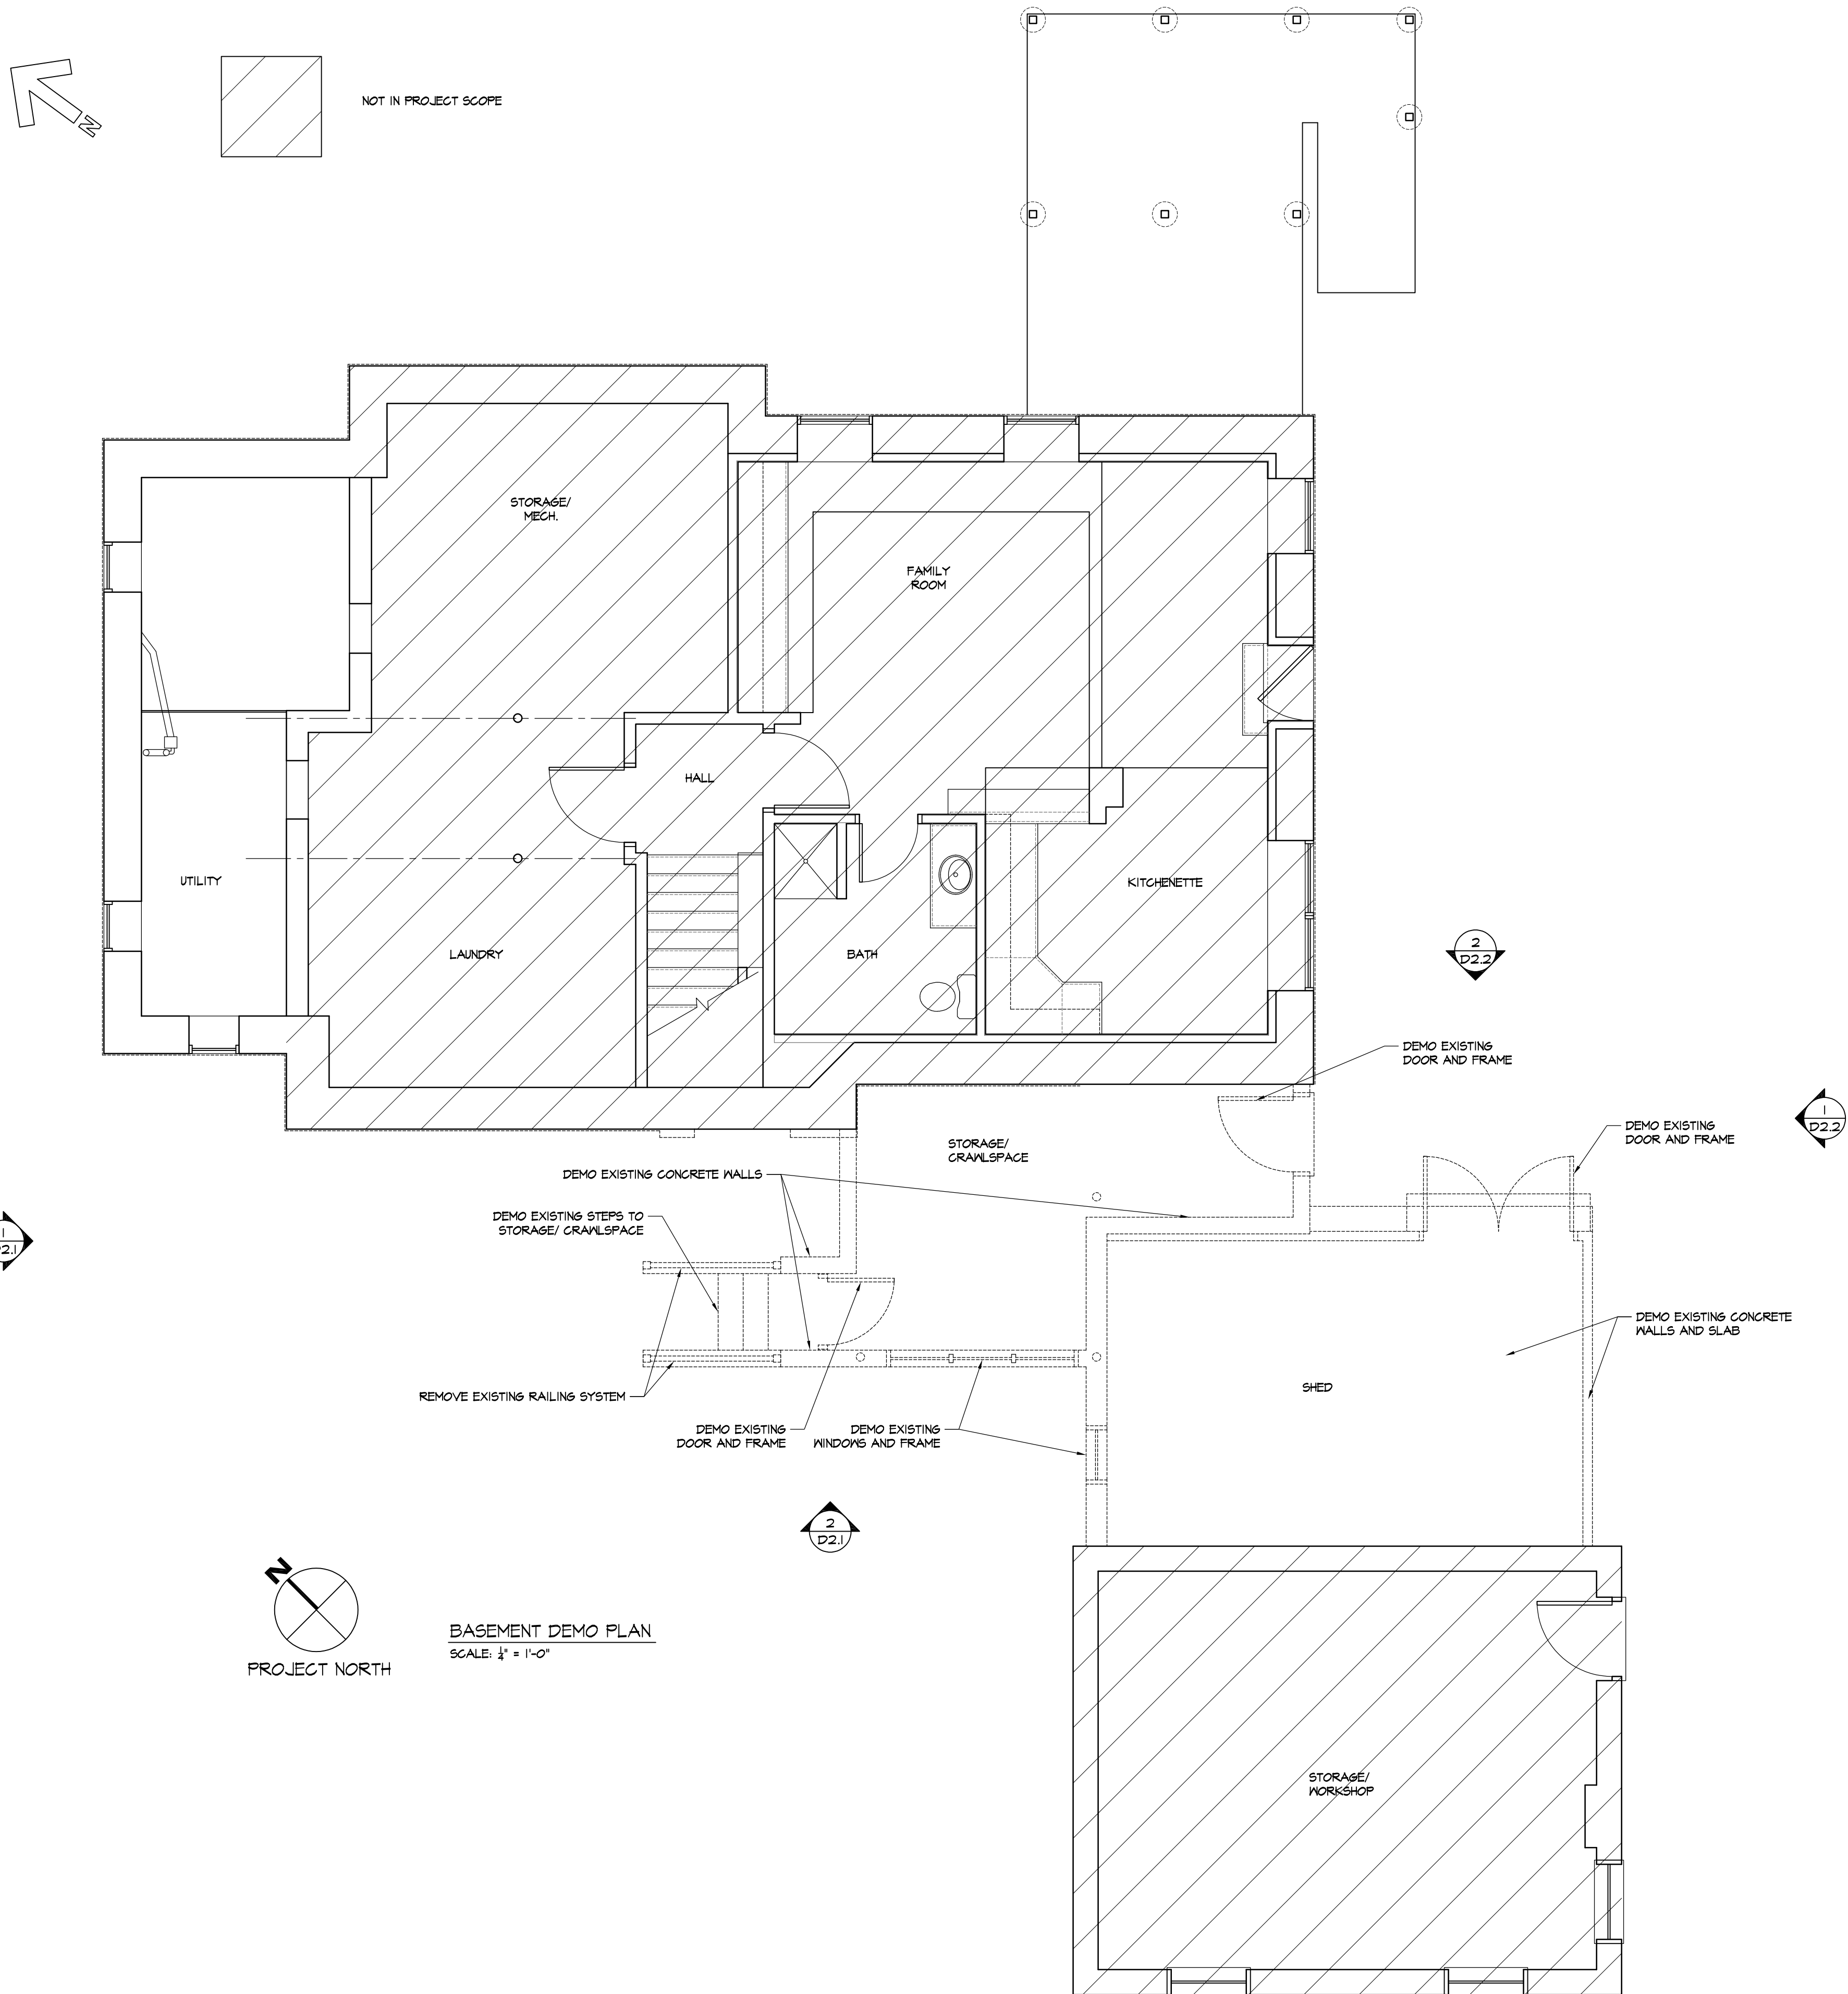 N
NOT IN PROJECT SCOPE
STORAGE/
MECH.
FAMILY
ROOM
HALL
UTILITY
KITCHENETTE
LAUNDRY
BATH
2
D2.2
DEMO EXISTING
DOOR AND FRAME
1
D2.2
DEMO EXISTING
DOOR AND FRAME
STORAGE/
CRAWLSPACE
DEMO EXISTING CONCRETE WALLS
DEMO EXISTING STEPS TO
STORAGE/ CRAWLSPACE
1
D2.1
DEMO EXISTING CONCRETE
WALLS AND SLAB
SHED
REMOVE EXISTING RAILING SYSTEM
DEMO EXISTING
DOOR AND FRAME
DEMO EXISTING
WINDOWS AND FRAME
2
D2.1
N
PROJECT NORTH
BASEMENT DEMO PLAN
SCALE: 1/4" = 1'-0"
STORAGE/
WORKSHOP